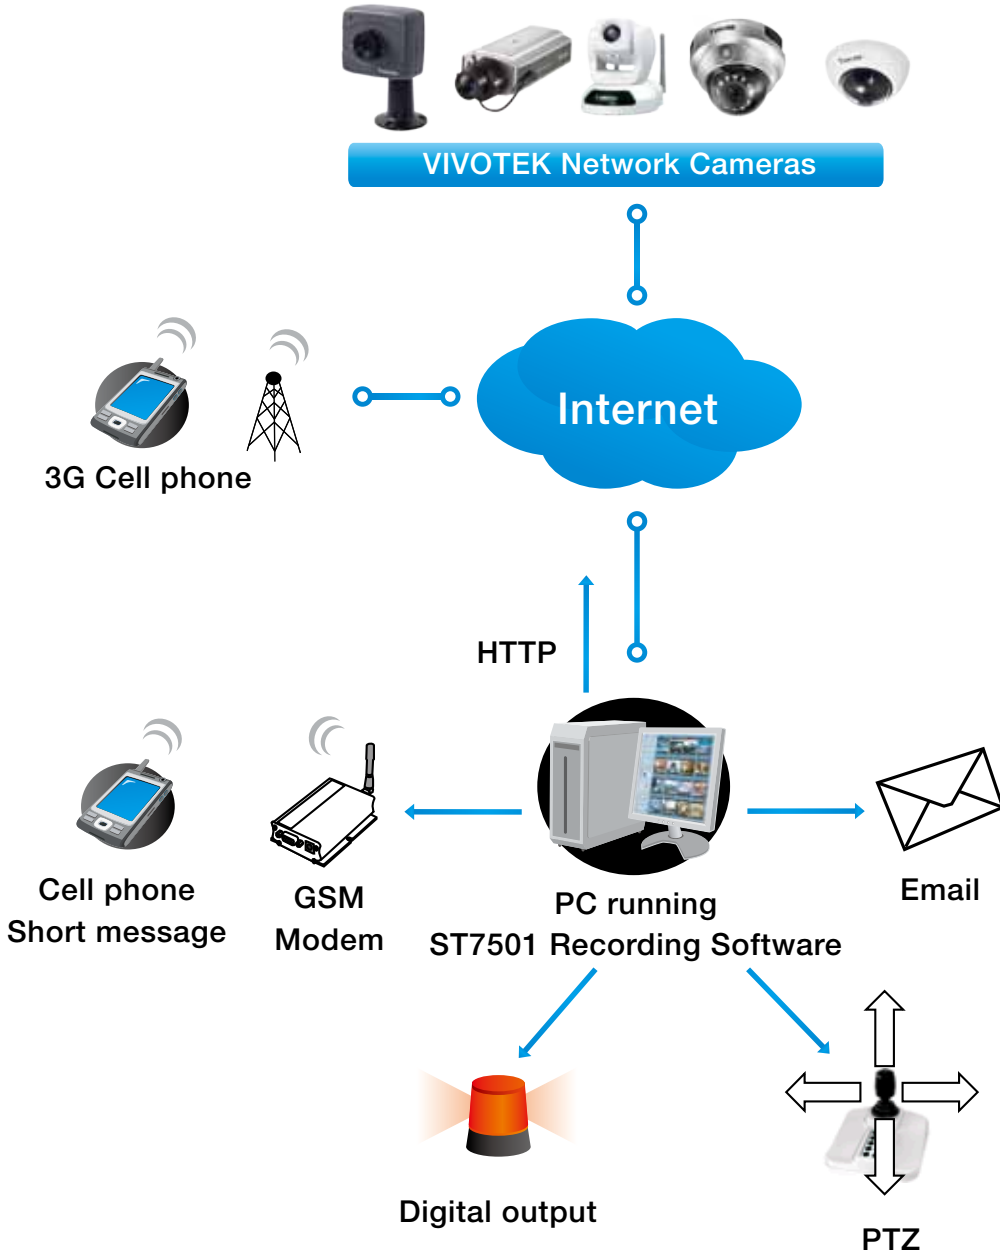 VIVOTEK Network Cameras
Internet
3G Cell phone
HTTP
Cell phone
Short message
GSM
Modem
PC running
ST7501 Recording Software
Email
Digital output
PTZ